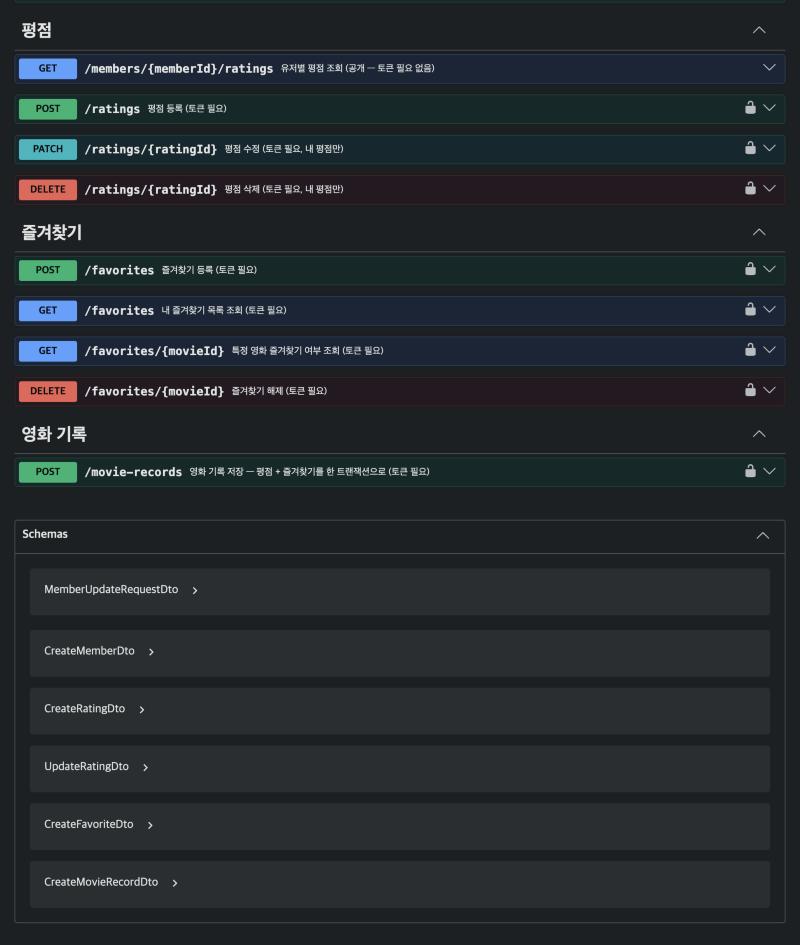 평점
GET /members/{memberId}/ratings 유저별 평점 조회 (공개 — 토큰 필요 없음)
POST /ratings 평점 등록 (토큰 필요)
PATCH /ratings/{ratingId} 평점 수정 (토큰 필요, 내 평점만)
DELETE /ratings/{ratingId} 평점 삭제 (토큰 필요, 내 평점만)
즐겨찾기
POST /favorites 즐겨찾기 등록 (토큰 필요)
GET /favorites 내 즐겨찾기 목록 조회 (토큰 필요)
GET /favorites/{movieId} 특정 영화 즐겨찾기 여부 조회 (토큰 필요)
DELETE /favorites/{movieId} 즐겨찾기 해제 (토큰 필요)
영화 기록
POST /movie-records 영화 기록 저장 — 평점 + 즐겨찾기를 한 트랜잭션으로 (토큰 필요)
Schemas
MemberUpdateRequestDto
CreateMemberDto
CreateRatingDto
UpdateRatingDto
CreateFavoriteDto
CreateMovieRecordDto